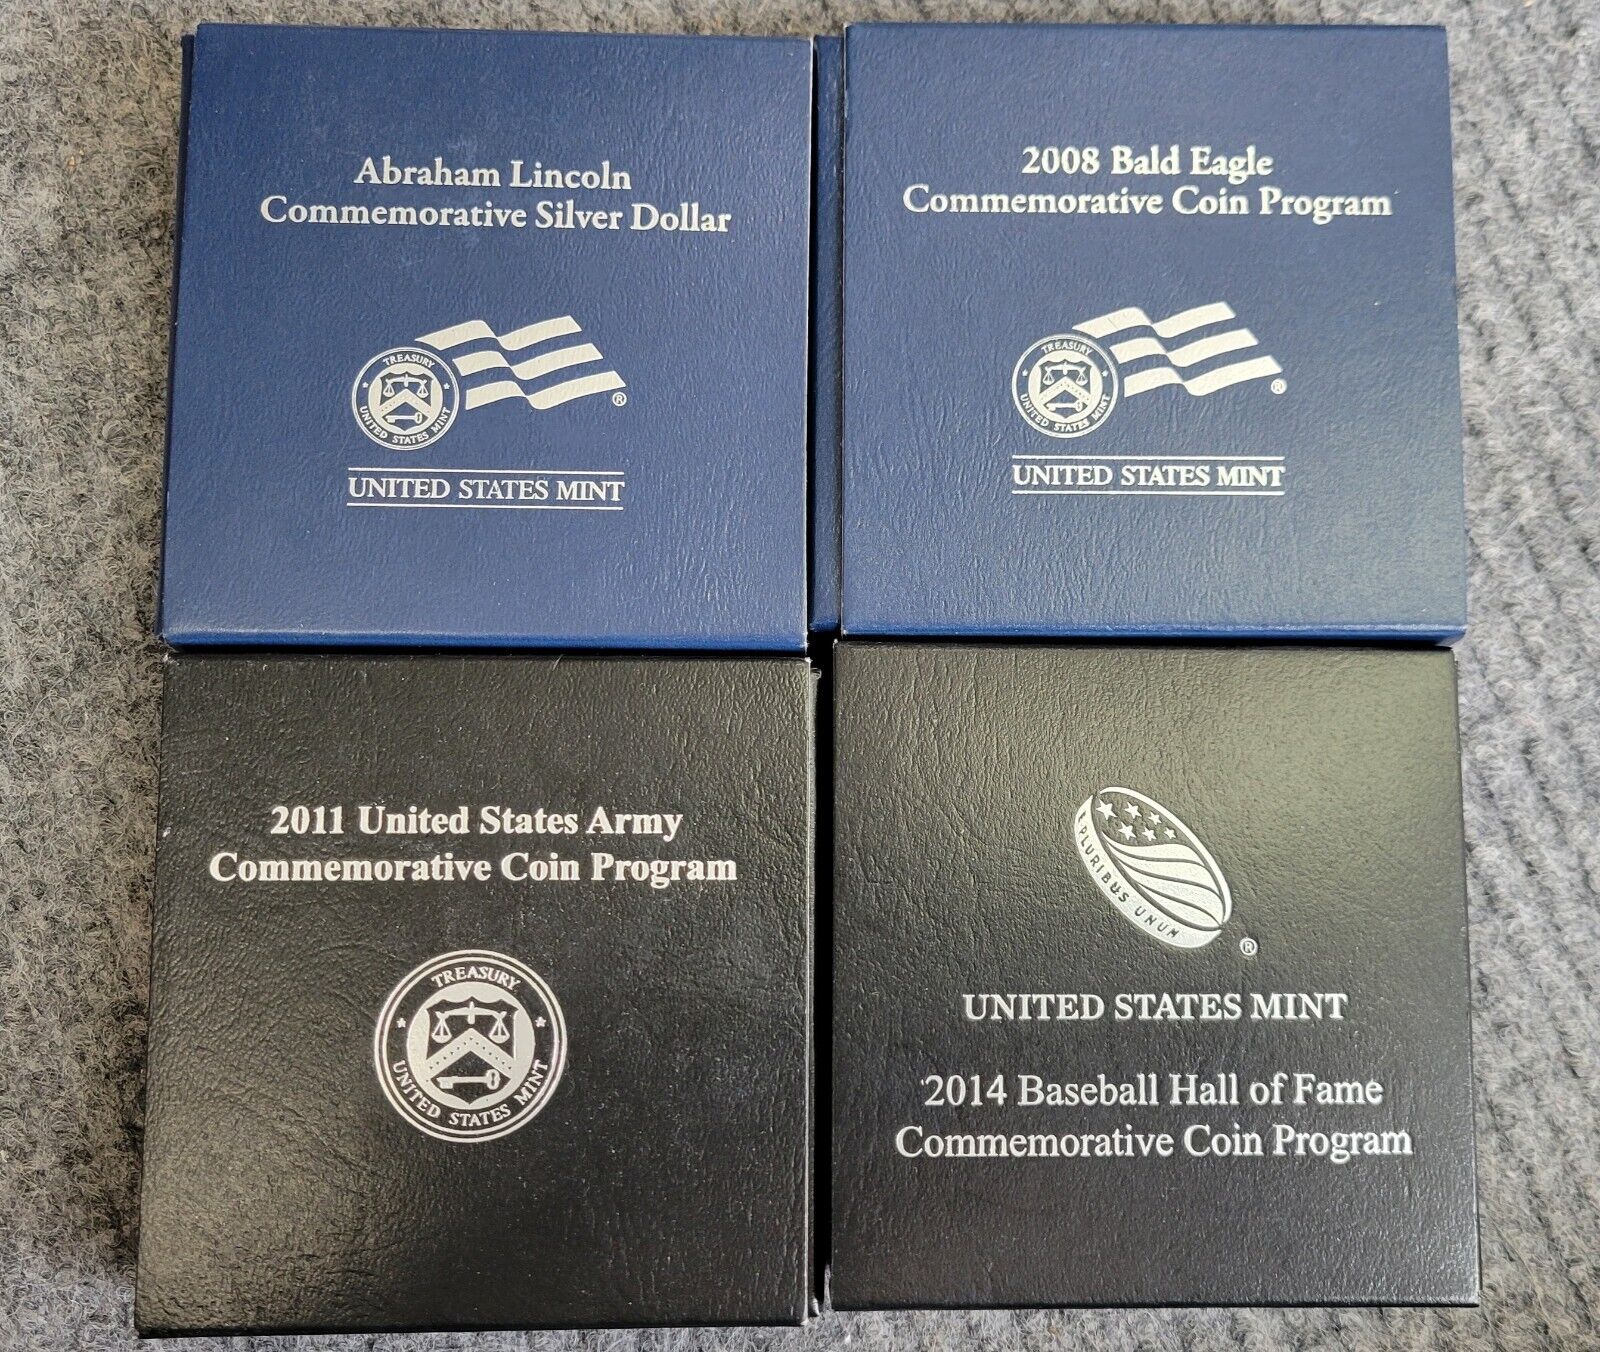 Abraham Lincoln
Commemorative Silver Dollar
TREASURY
UNITED STATES MINT
®
UNITED STATES MINT
2008 Bald Eagle
Commemorative Coin Program
TREASURY
UNITED STATES MINT
®
UNITED STATES MINT
2011 United States Army
Commemorative Coin Program
TREASURY
UNITED STATES MINT
E PLURIBUS UNUM
®
UNITED STATES MINT
2014 Baseball Hall of Fame
Commemorative Coin Program